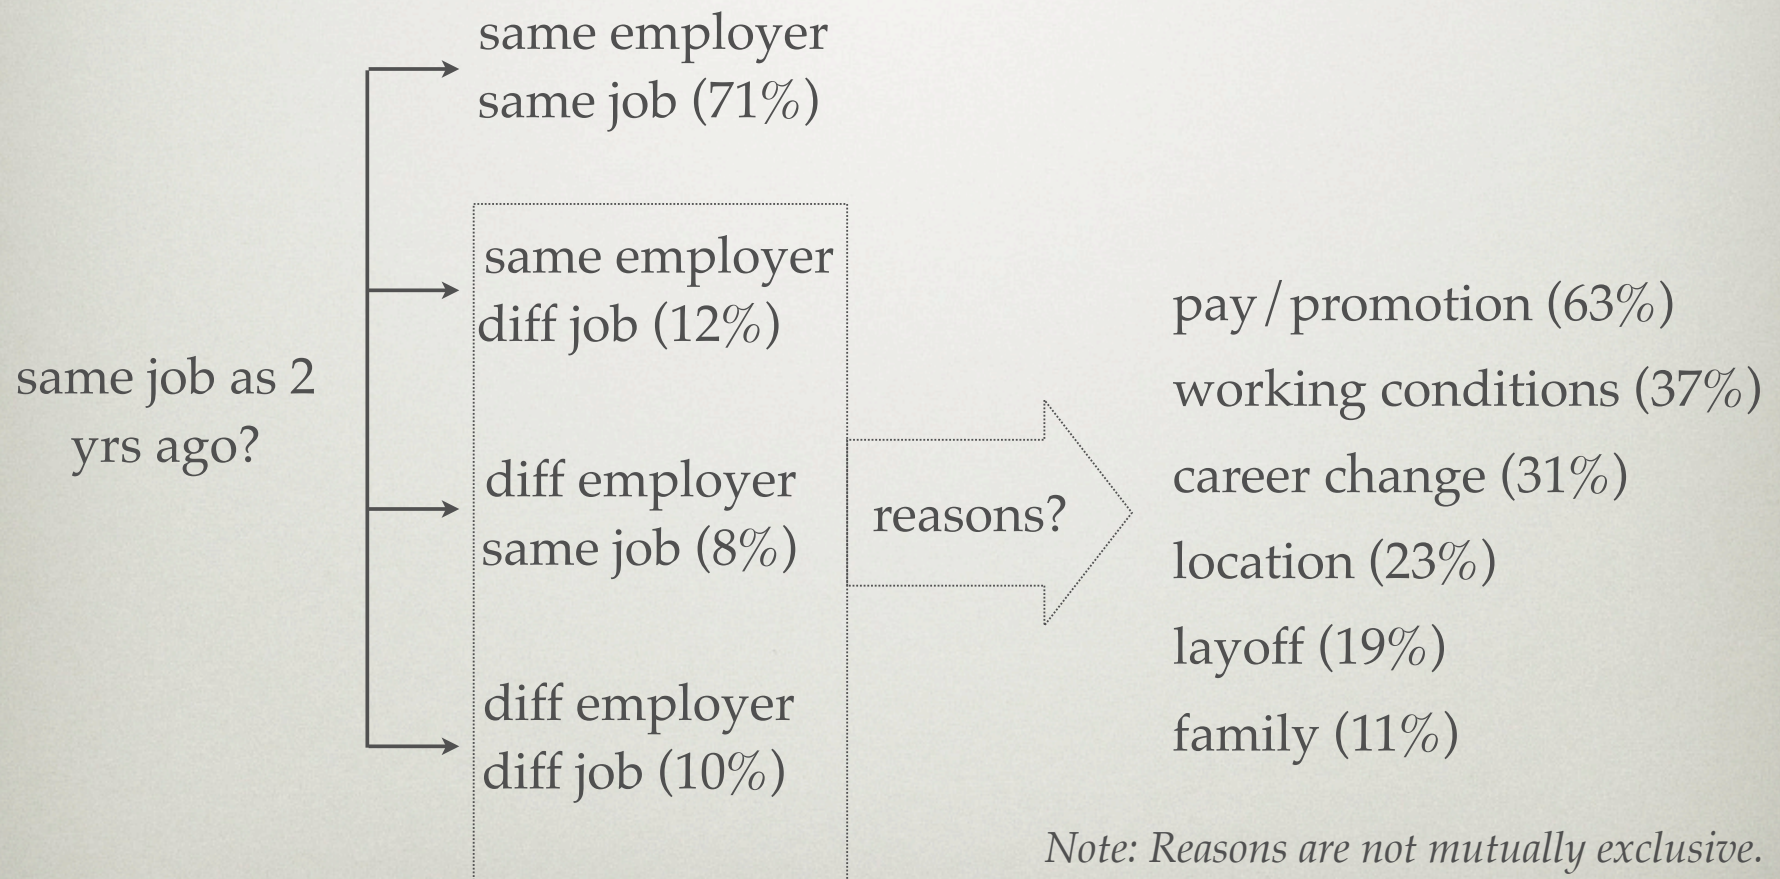 same job as 2
yrs ago?
same employer
same job (71%)
same employer
diff job (12%)
diff employer
same job (8%)
diff employer
diff job (10%)
reasons?
pay/promotion (63%)
working conditions (37%)
career change (31%)
location (23%)
layoff (19%)
family (11%)
Note: Reasons are not mutually exclusive.